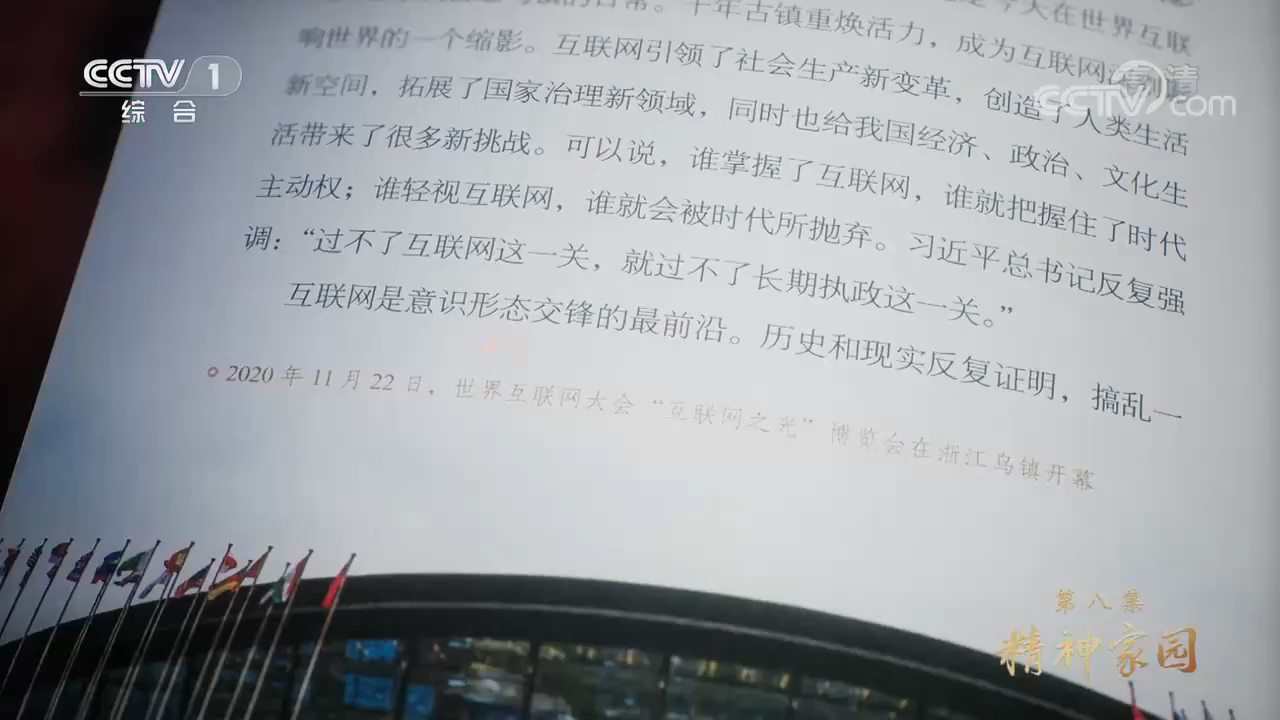 CCTV 1
综合
CCTV com
的日常。千年古镇重焕活力，成为互联网
今天在世界互联
响世界的一个缩影。互联网引领了社会生产新变革，创造了人类生活
新空间，拓展了国家治理新领域，同时也给我国经济、政治、文化生
活带来了很多新挑战。可以说，谁掌握了互联网，谁就把握住了时代
主动权；谁轻视互联网，谁就会被时代所抛弃。习近平总书记反复强
调：“过不了互联网这一关，就过不了长期执政这一关。”
互联网是意识形态交锋的最前沿。历史和现实反复证明，搞乱一
2020 年 11 月 22 日，世界互联网大会“互联网之光”博览会在浙江乌镇开幕
第八集
精神家园